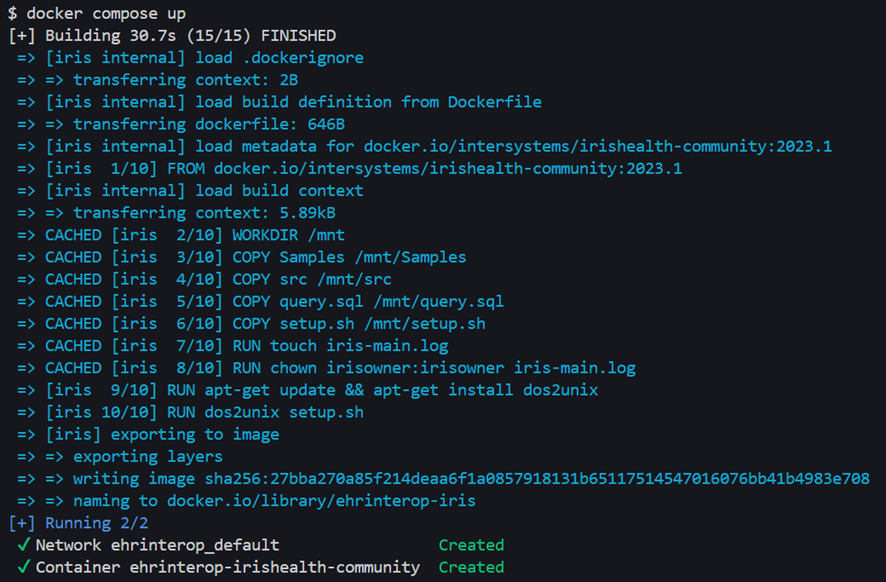 $ docker compose up
[+] Building 30.7s (15/15) FINISHED
=> [iris internal] load .dockerignore
=> => transferring context: 2B
=> [iris internal] load build definition from Dockerfile
=> => transferring dockerfile: 646B
=> [iris internal] load metadata for docker.io/intersystems/irishealth-community:2023.1
=> [iris  1/10] FROM docker.io/intersystems/irishealth-community:2023.1
=> [iris internal] load build context
=> => transferring context: 5.89kB
=> CACHED [iris  2/10] WORKDIR /mnt
=> CACHED [iris  3/10] COPY Samples /mnt/Samples
=> CACHED [iris  4/10] COPY src /mnt/src
=> CACHED [iris  5/10] COPY query.sql /mnt/query.sql
=> CACHED [iris  6/10] COPY setup.sh /mnt/setup.sh
=> CACHED [iris  7/10] RUN touch iris-main.log
=> CACHED [iris  8/10] RUN chown irisowner:irisowner iris-main.log
=> [iris  9/10] RUN apt-get update && apt-get install dos2unix
=> [iris 10/10] RUN dos2unix setup.sh
=> [iris] exporting to image
=> => exporting layers
=> => writing image sha256:27bba270a85f214deaa6f1a0857918131b65117514547016076bb41b4983e708
=> => naming to docker.io/library/ehrinterop-iris
[+] Running 2/2
✓ Network ehrinterop_default Created
✓ Container ehrinterop-irishealth-community Created